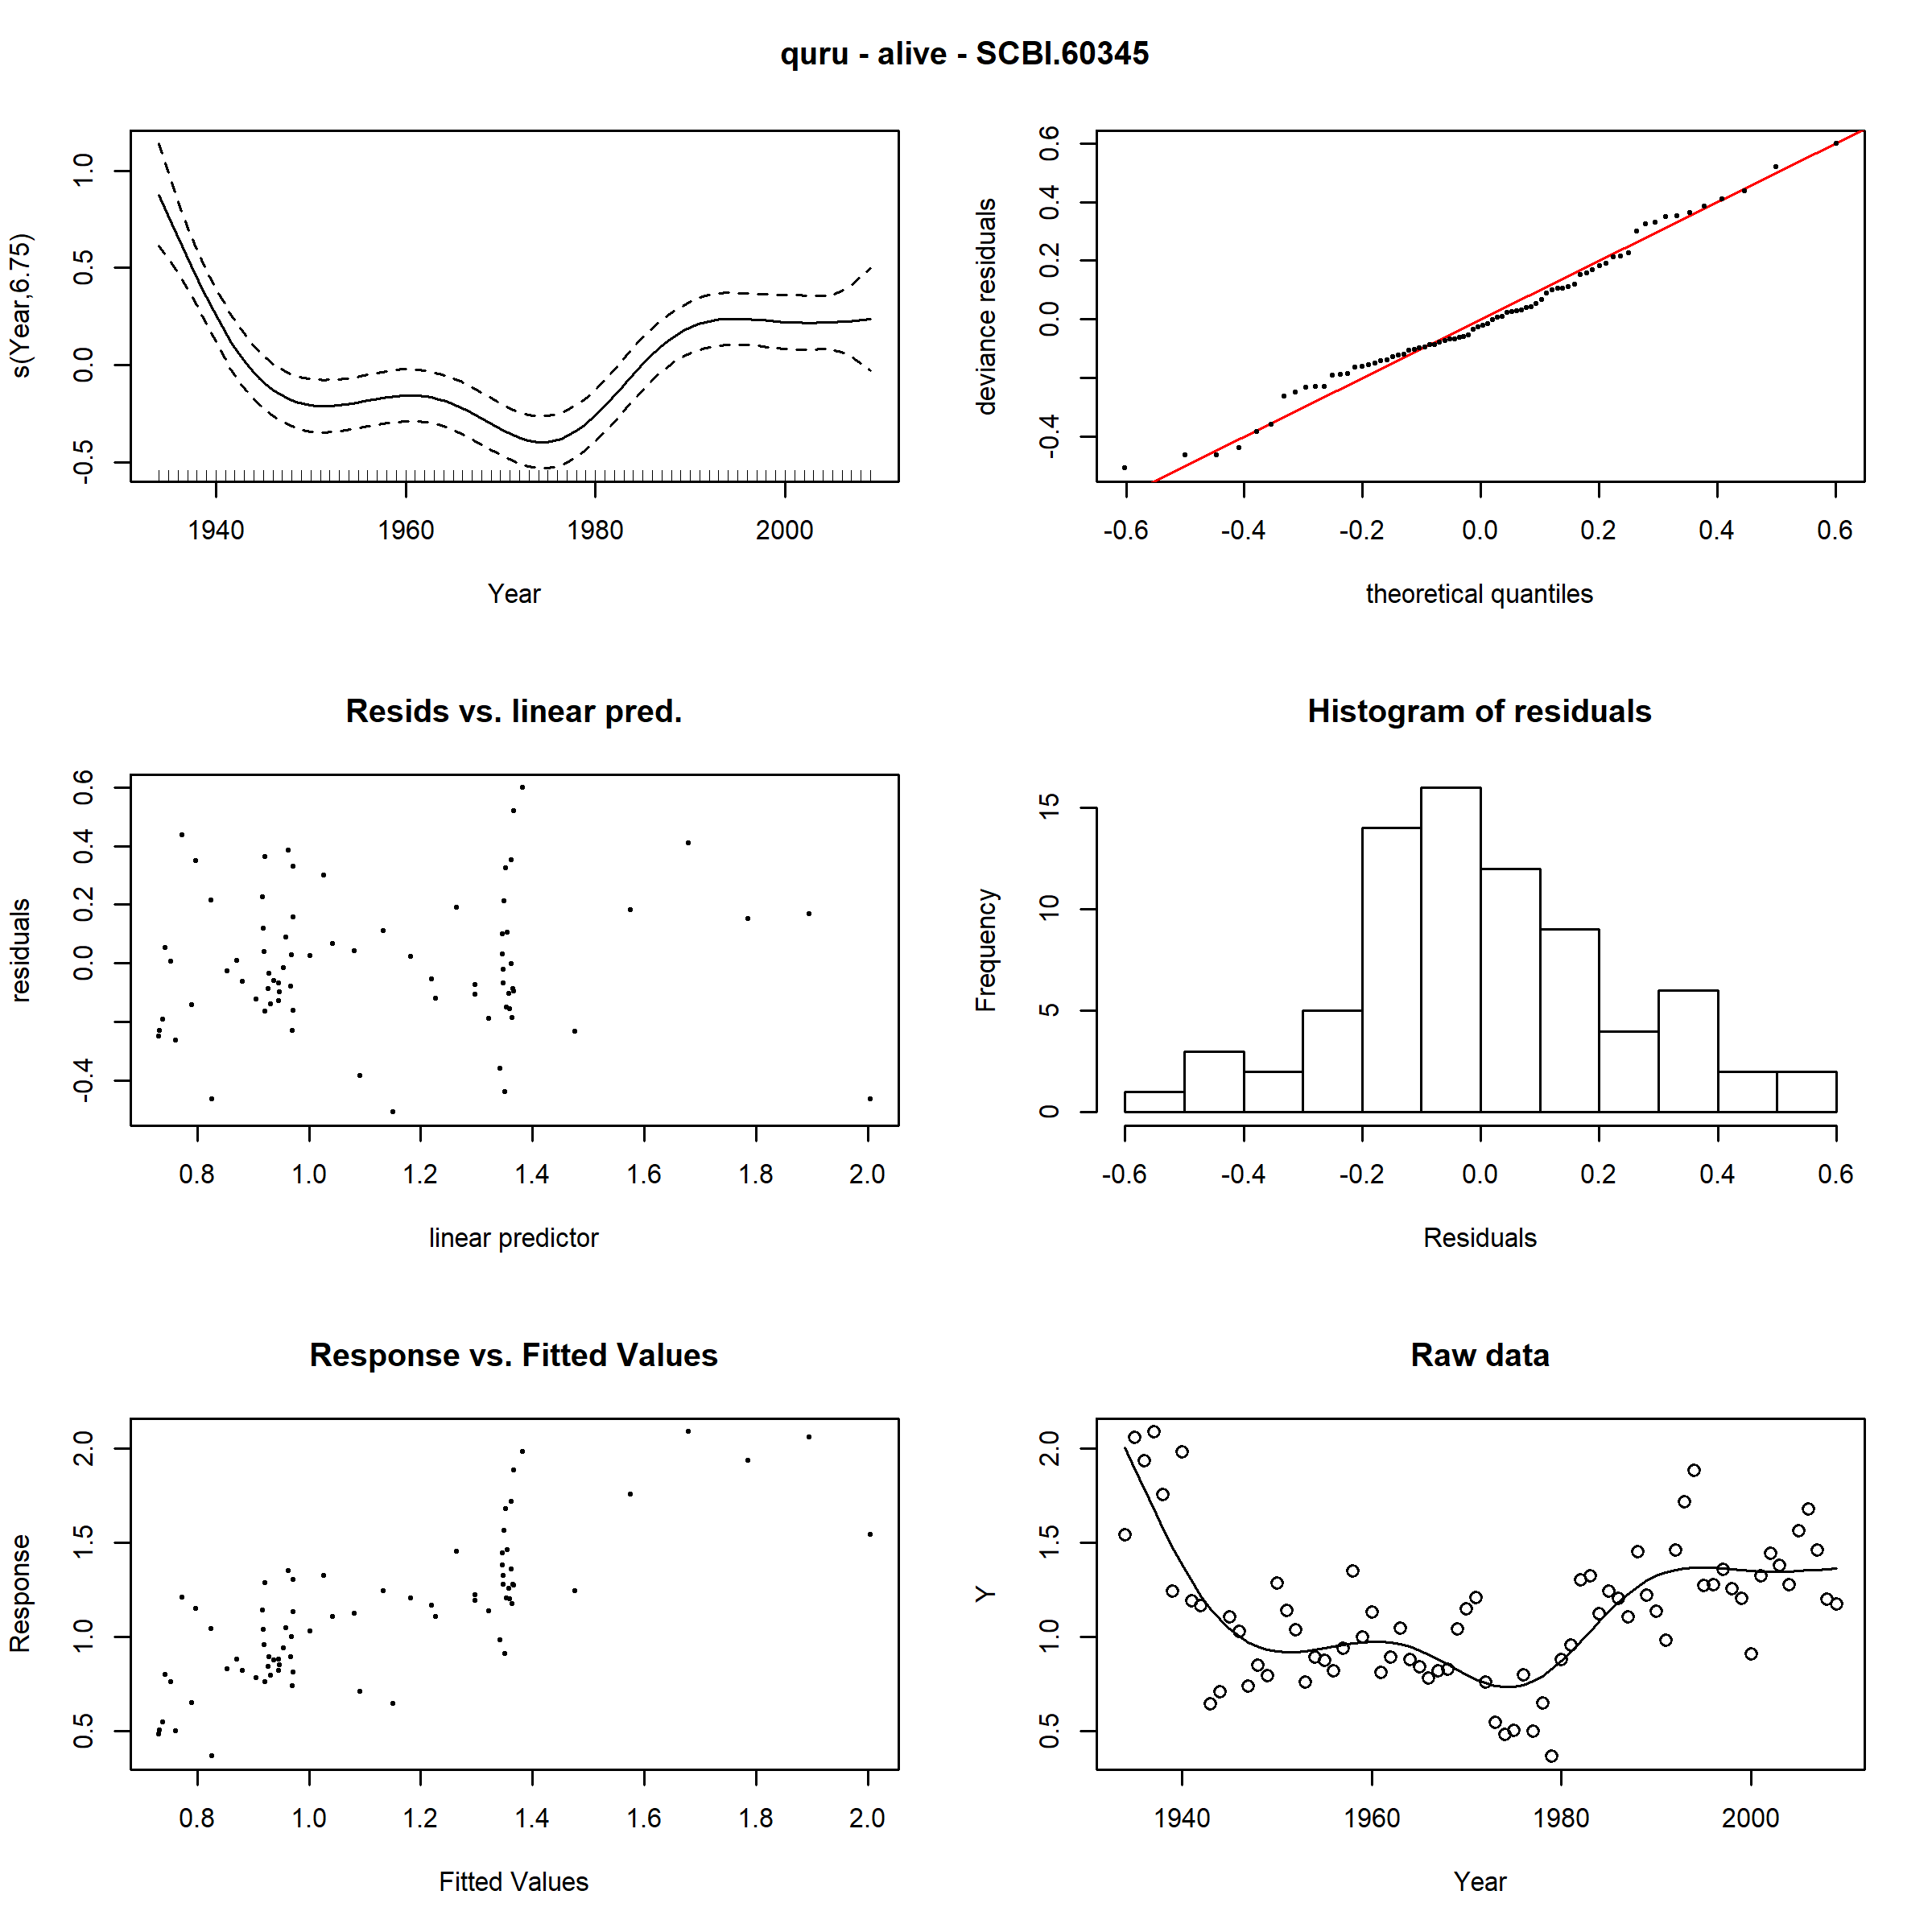 quru - alive - SCBI.60345
s(Year,6.75)
1.0
0.5
0.0
-0.5
1940 1960 1980 2000
Year
deviance residuals
0.6
0.4
0.2
0.0
-0.4
-0.6 -0.4 -0.2 0.0 0.2 0.4 0.6
theoretical quantiles
Resids vs. linear pred.
residuals
0.6
0.4
0.2
0.0
-0.4
0.8 1.0 1.2 1.4 1.6 1.8 2.0
linear predictor
Histogram of residuals
Frequency
15
10
5
0
-0.6 -0.4 -0.2 0.0 0.2 0.4 0.6
Residuals
Response vs. Fitted Values
Response
2.0
1.5
1.0
0.5
0.8 1.0 1.2 1.4 1.6 1.8 2.0
Fitted Values
Raw data
Y
2.0
1.5
1.0
0.5
1940 1960 1980 2000
Year